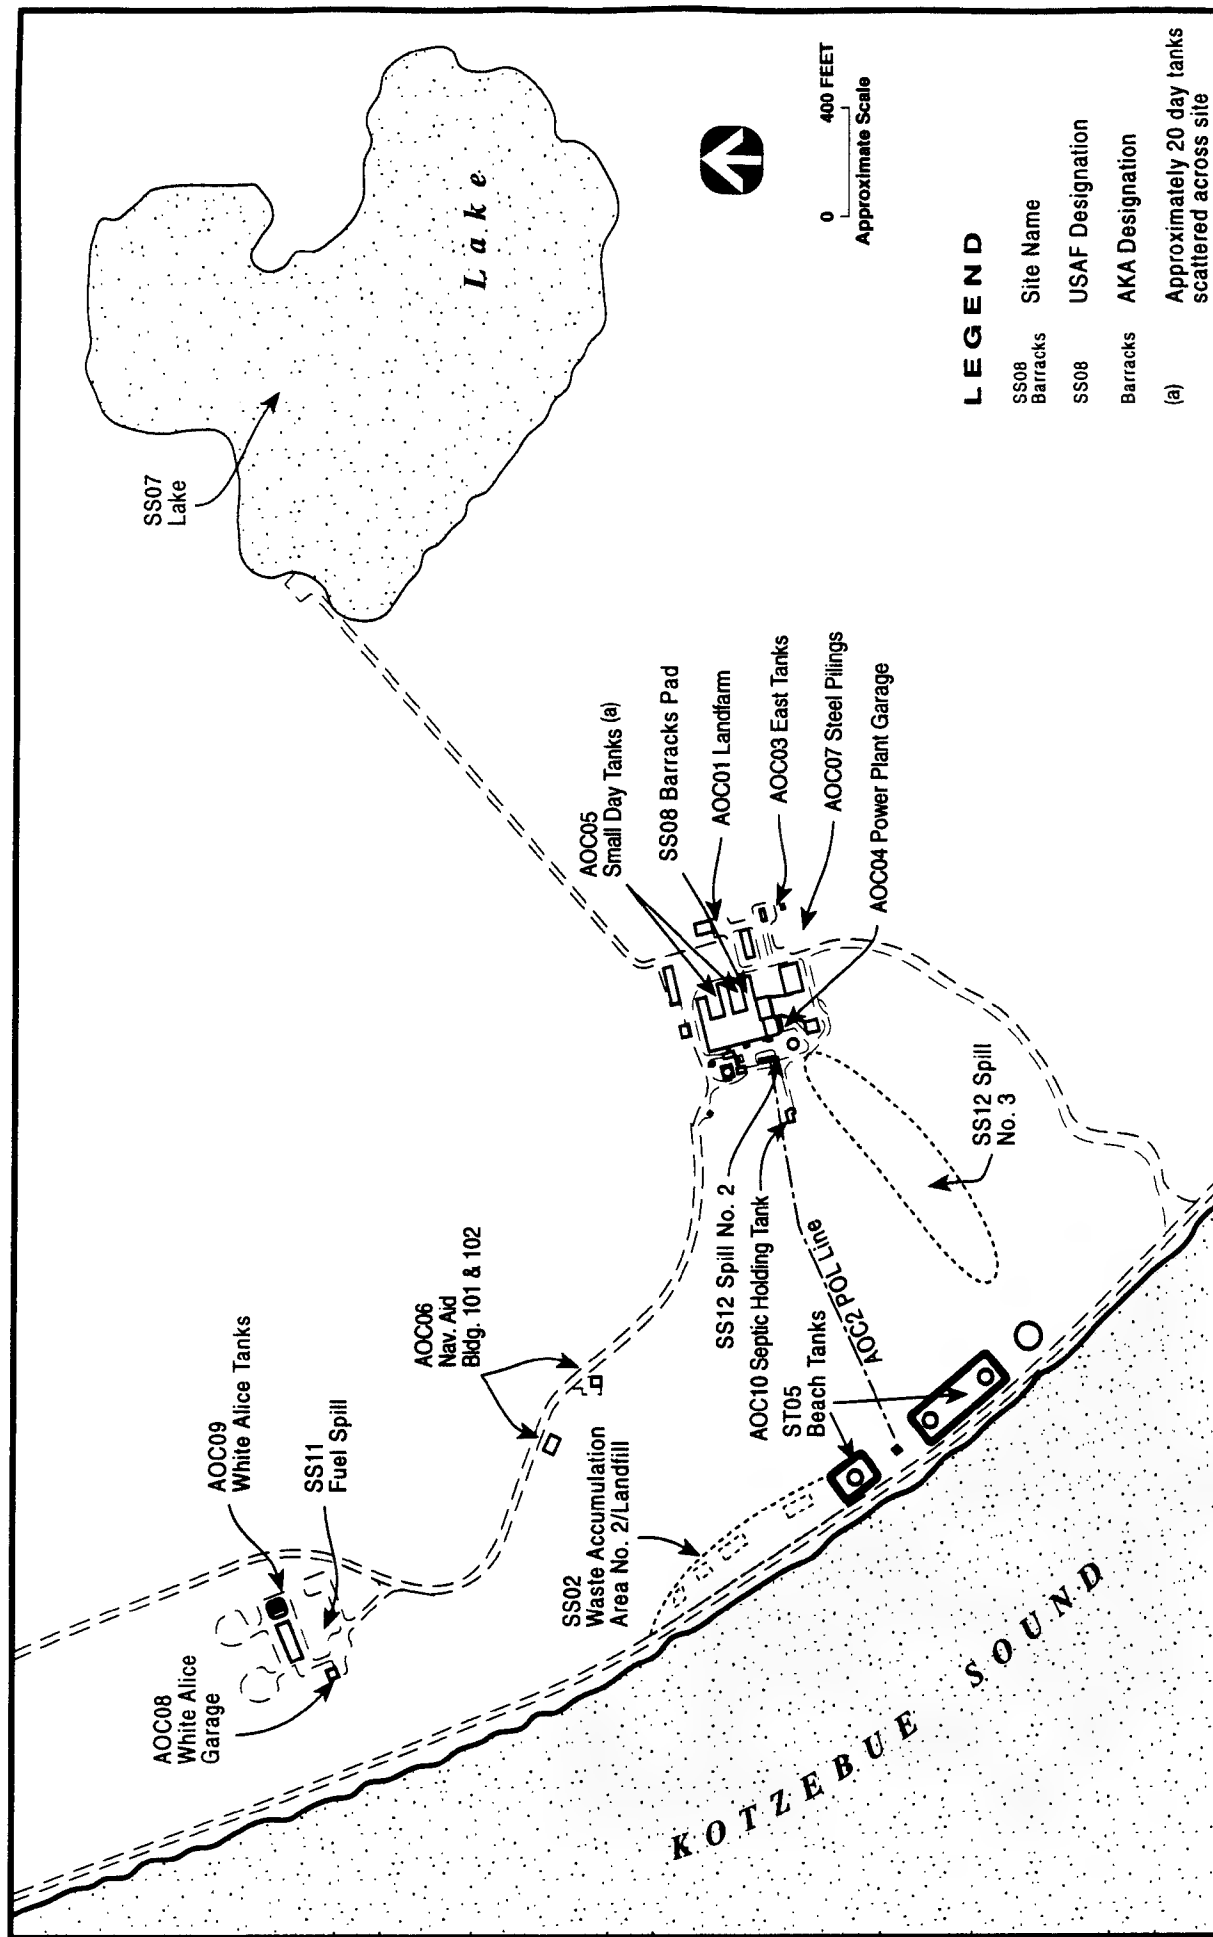 AOC08
White Alice
Garage
AOC09
White Alice Tanks
SS11
Fuel Spill
AOC06
Nav. Aid
Bldg. 101 & 102
SS07
Lake
Lake
SS02
Waste Accumulation
Area No. 2/Landfill
AOC05
Small Day Tanks (a)
SS08 Barracks Pad
AOC01 Landfarm
AOC03 East Tanks
AOC07 Steel Pilings
AOC04 Power Plant Garage
SS12 Spill No. 2
AOC10 Septic Holding Tank
ST05
Beach Tanks
AOC2 POL Line
SS12 Spill
No. 3
KOTZEBUE SOUND
0 400 FEET
Approximate Scale
LEGEND
SS08
Barracks Site Name
SS08 USAF Designation
Barracks AKA Designation
(a) Approximately 20 day tanks
scattered across site